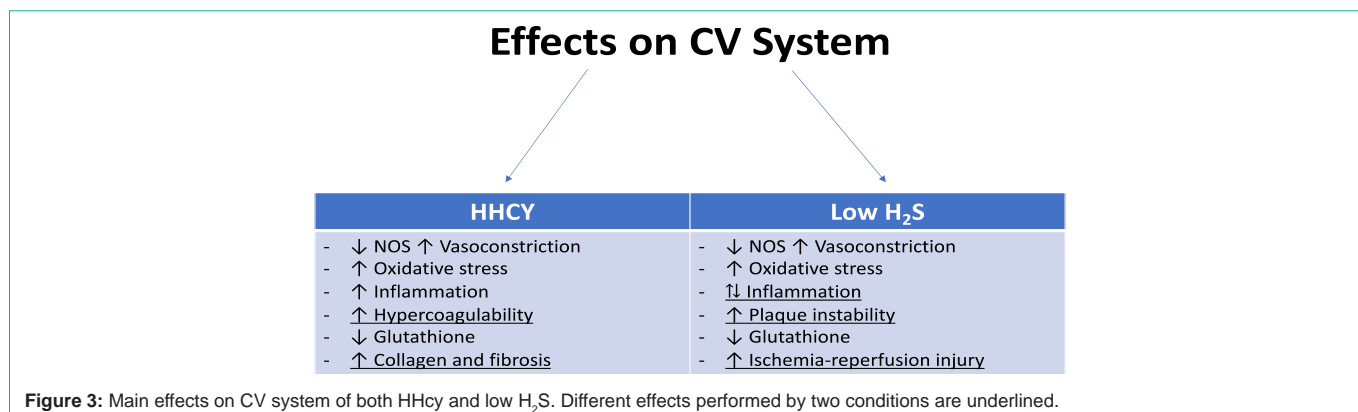 Effects on CV System
HHCY
Low H₂S
- ↓ NOS ↑ Vasoconstriction
- ↑ Oxidative stress
- ↑ Inflammation
- ↑ Hypercoagulability
- ↓ Glutathione
- ↑ Collagen and fibrosis
- ↓ NOS ↑ Vasoconstriction
- ↑ Oxidative stress
- ↑↓ Inflammation
- ↑ Plaque instability
- ↓ Glutathione
- ↑ Ischemia-reperfusion injury
Figure 3: Main effects on CV system of both HHcy and low H₂S. Different effects performed by two conditions are underlined.